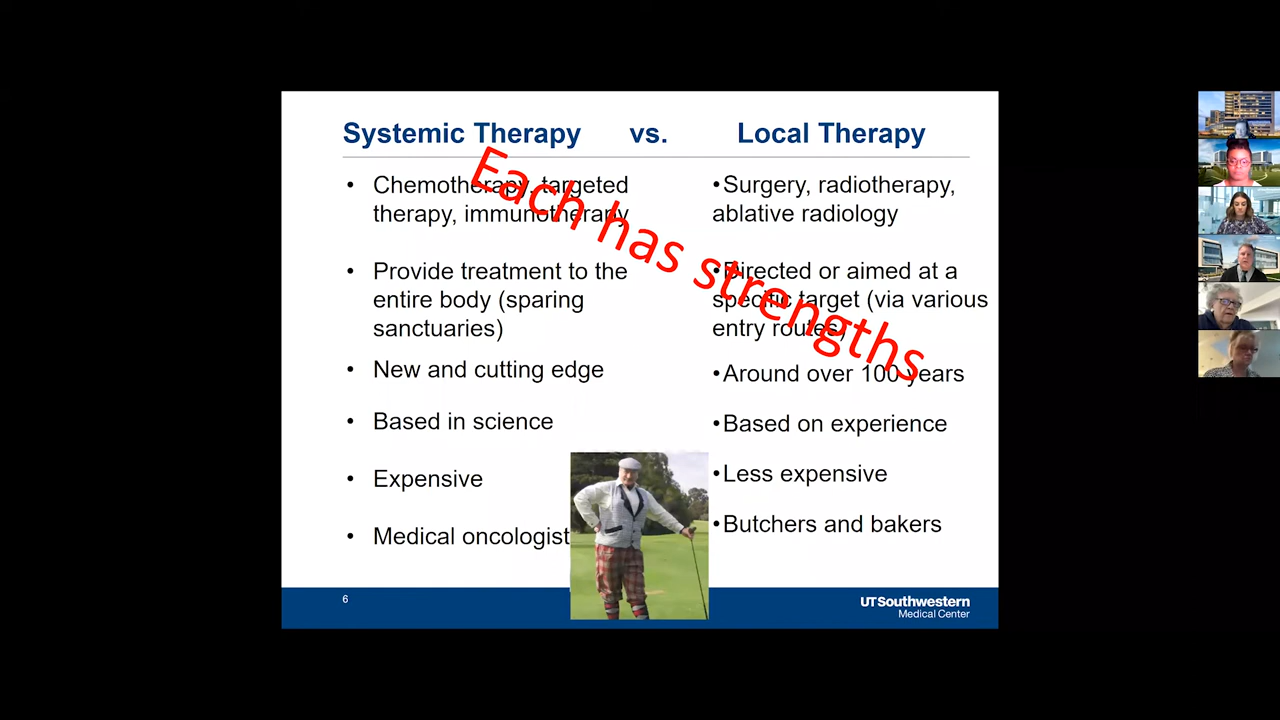 Systemic Therapy vs. Local Therapy
Each has strengths
• Chemotherapy, targeted
therapy, immunotherapy
• Provide treatment to the
entire body (sparing
sanctuaries)
• New and cutting edge
• Based in science
• Expensive
• Medical oncologist
•Surgery, radiotherapy,
ablative radiology
•Directed or aimed at a
specific target (via various
entry routes)
•Around over 100 years
•Based on experience
•Less expensive
•Butchers and bakers
6
UTSouthwestern
Medical Center